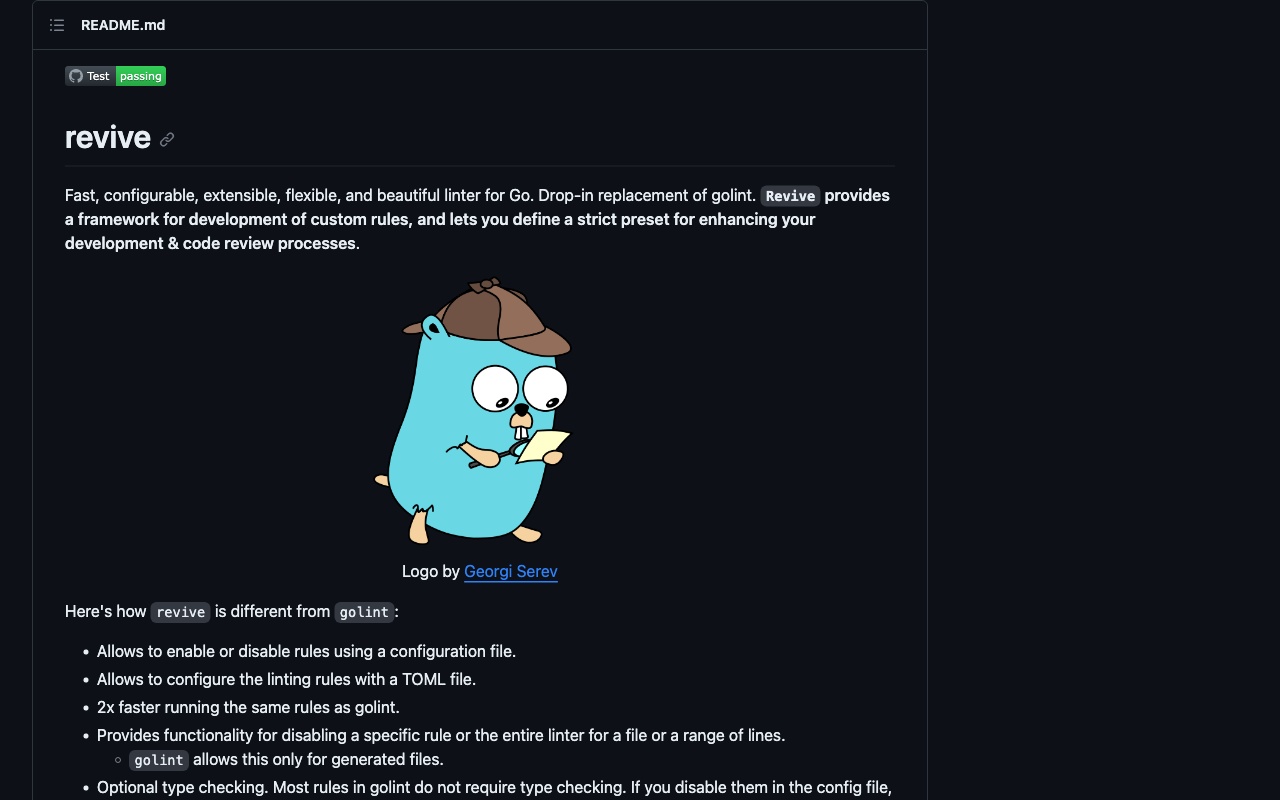 README.md
Test passing
revive
Fast, configurable, extensible, flexible, and beautiful linter for Go. Drop-in replacement of golint. Revive provides
a framework for development of custom rules, and lets you define a strict preset for enhancing your
development & code review processes.
Logo by Georgi Serev
Here's how revive is different from golint:
• Allows to enable or disable rules using a configuration file.
• Allows to configure the linting rules with a TOML file.
• 2x faster running the same rules as golint.
• Provides functionality for disabling a specific rule or the entire linter for a file or a range of lines.
◦ golint allows this only for generated files.
• Optional type checking. Most rules in golint do not require type checking. If you disable them in the config file,